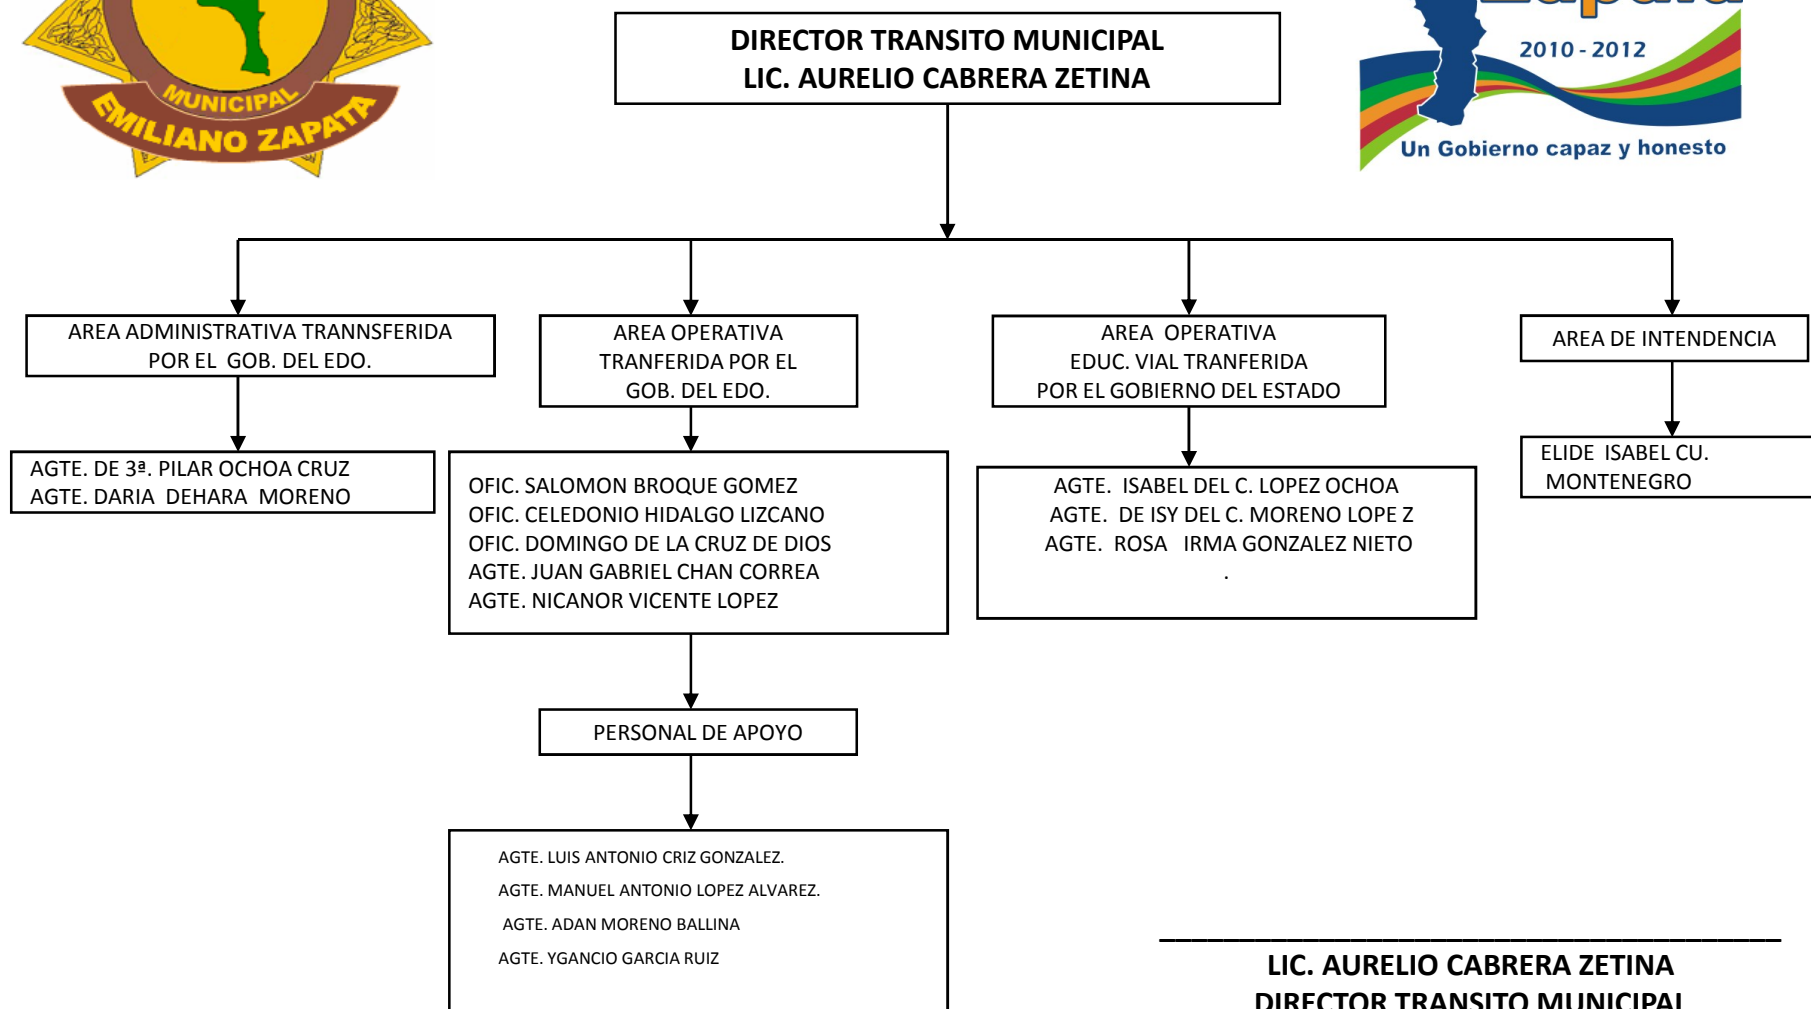 MUNICIPAL
EMILIANO ZAPATA
DIRECTOR TRANSITO MUNICIPAL
LIC. AURELIO CABRERA ZETINA
Zapata
2010 - 2012
Un Gobierno capaz y honesto
AREA ADMINISTRATIVA TRANNSFERIDA
POR EL GOB. DEL EDO.
AREA OPERATIVA
TRANFERIDA POR EL
GOB. DEL EDO.
AREA OPERATIVA
EDUC. VIAL TRANFERIDA
POR EL GOBIERNO DEL ESTADO
AREA DE INTENDENCIA
AGTE. DE 3ª. PILAR OCHOA CRUZ
AGTE. DARIA DEHARA MORENO
OFIC. SALOMON BROQUE GOMEZ
OFIC. CELEDONIO HIDALGO LIZCANO
OFIC. DOMINGO DE LA CRUZ DE DIOS
AGTE. JUAN GABRIEL CHAN CORREA
AGTE. NICANOR VICENTE LOPEZ
AGTE. ISABEL DEL C. LOPEZ OCHOA
AGTE. DE ISY DEL C. MORENO LOPE Z
AGTE. ROSA IRMA GONZALEZ NIETO
.
ELIDE ISABEL CU.
MONTENEGRO
PERSONAL DE APOYO
AGTE. LUIS ANTONIO CRIZ GONZALEZ.
AGTE. MANUEL ANTONIO LOPEZ ALVAREZ.
AGTE. ADAN MORENO BALLINA
AGTE. YGANCIO GARCIA RUIZ
LIC. AURELIO CABRERA ZETINA
DIRECTOR TRANSITO MUNICIPAL